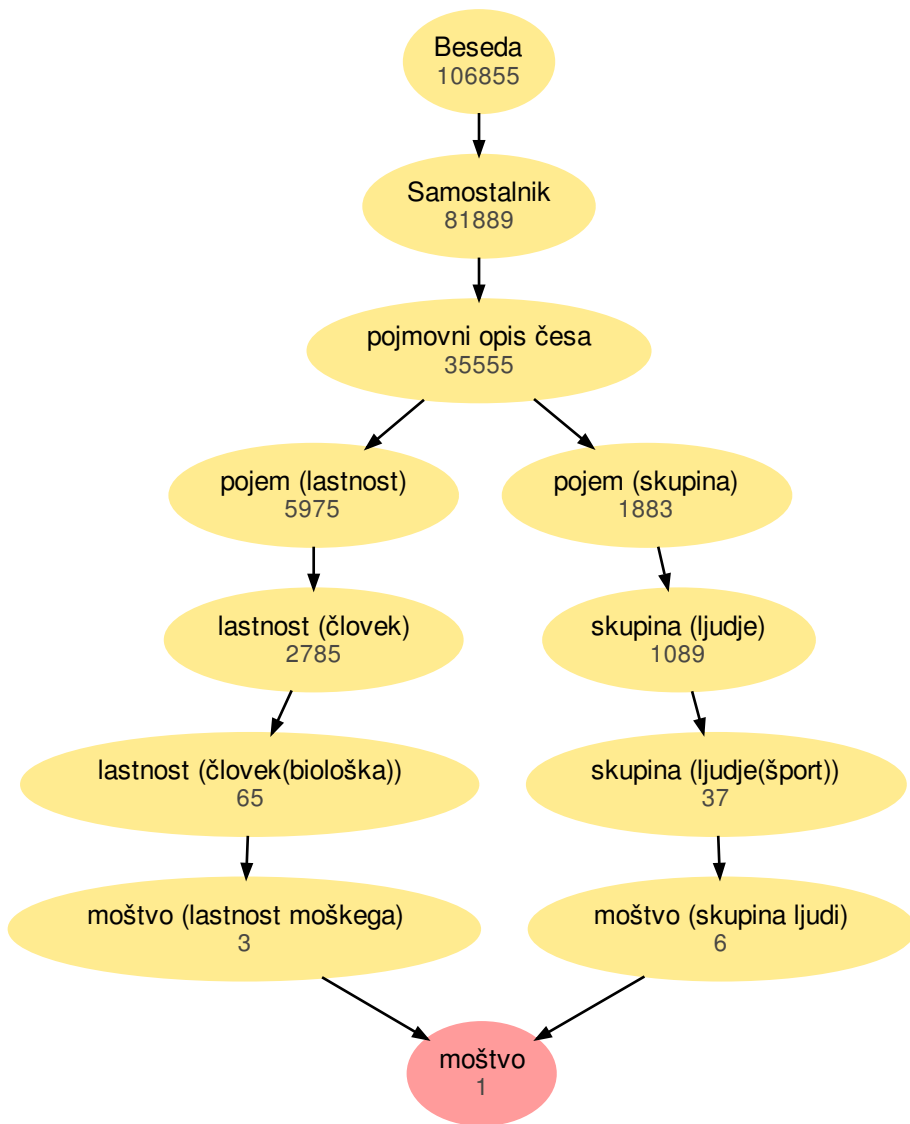 Beseda
106855
Samostalnik
81889
pojmovni opis česa
35555
pojem (lastnost)
5975
pojem (skupina)
1883
lastnost (človek)
2785
skupina (ljudje)
1089
lastnost (človek(biološka))
65
skupina (ljudje(šport))
37
moštvo (lastnost moškega)
3
moštvo (skupina ljudi)
6
moštvo
1